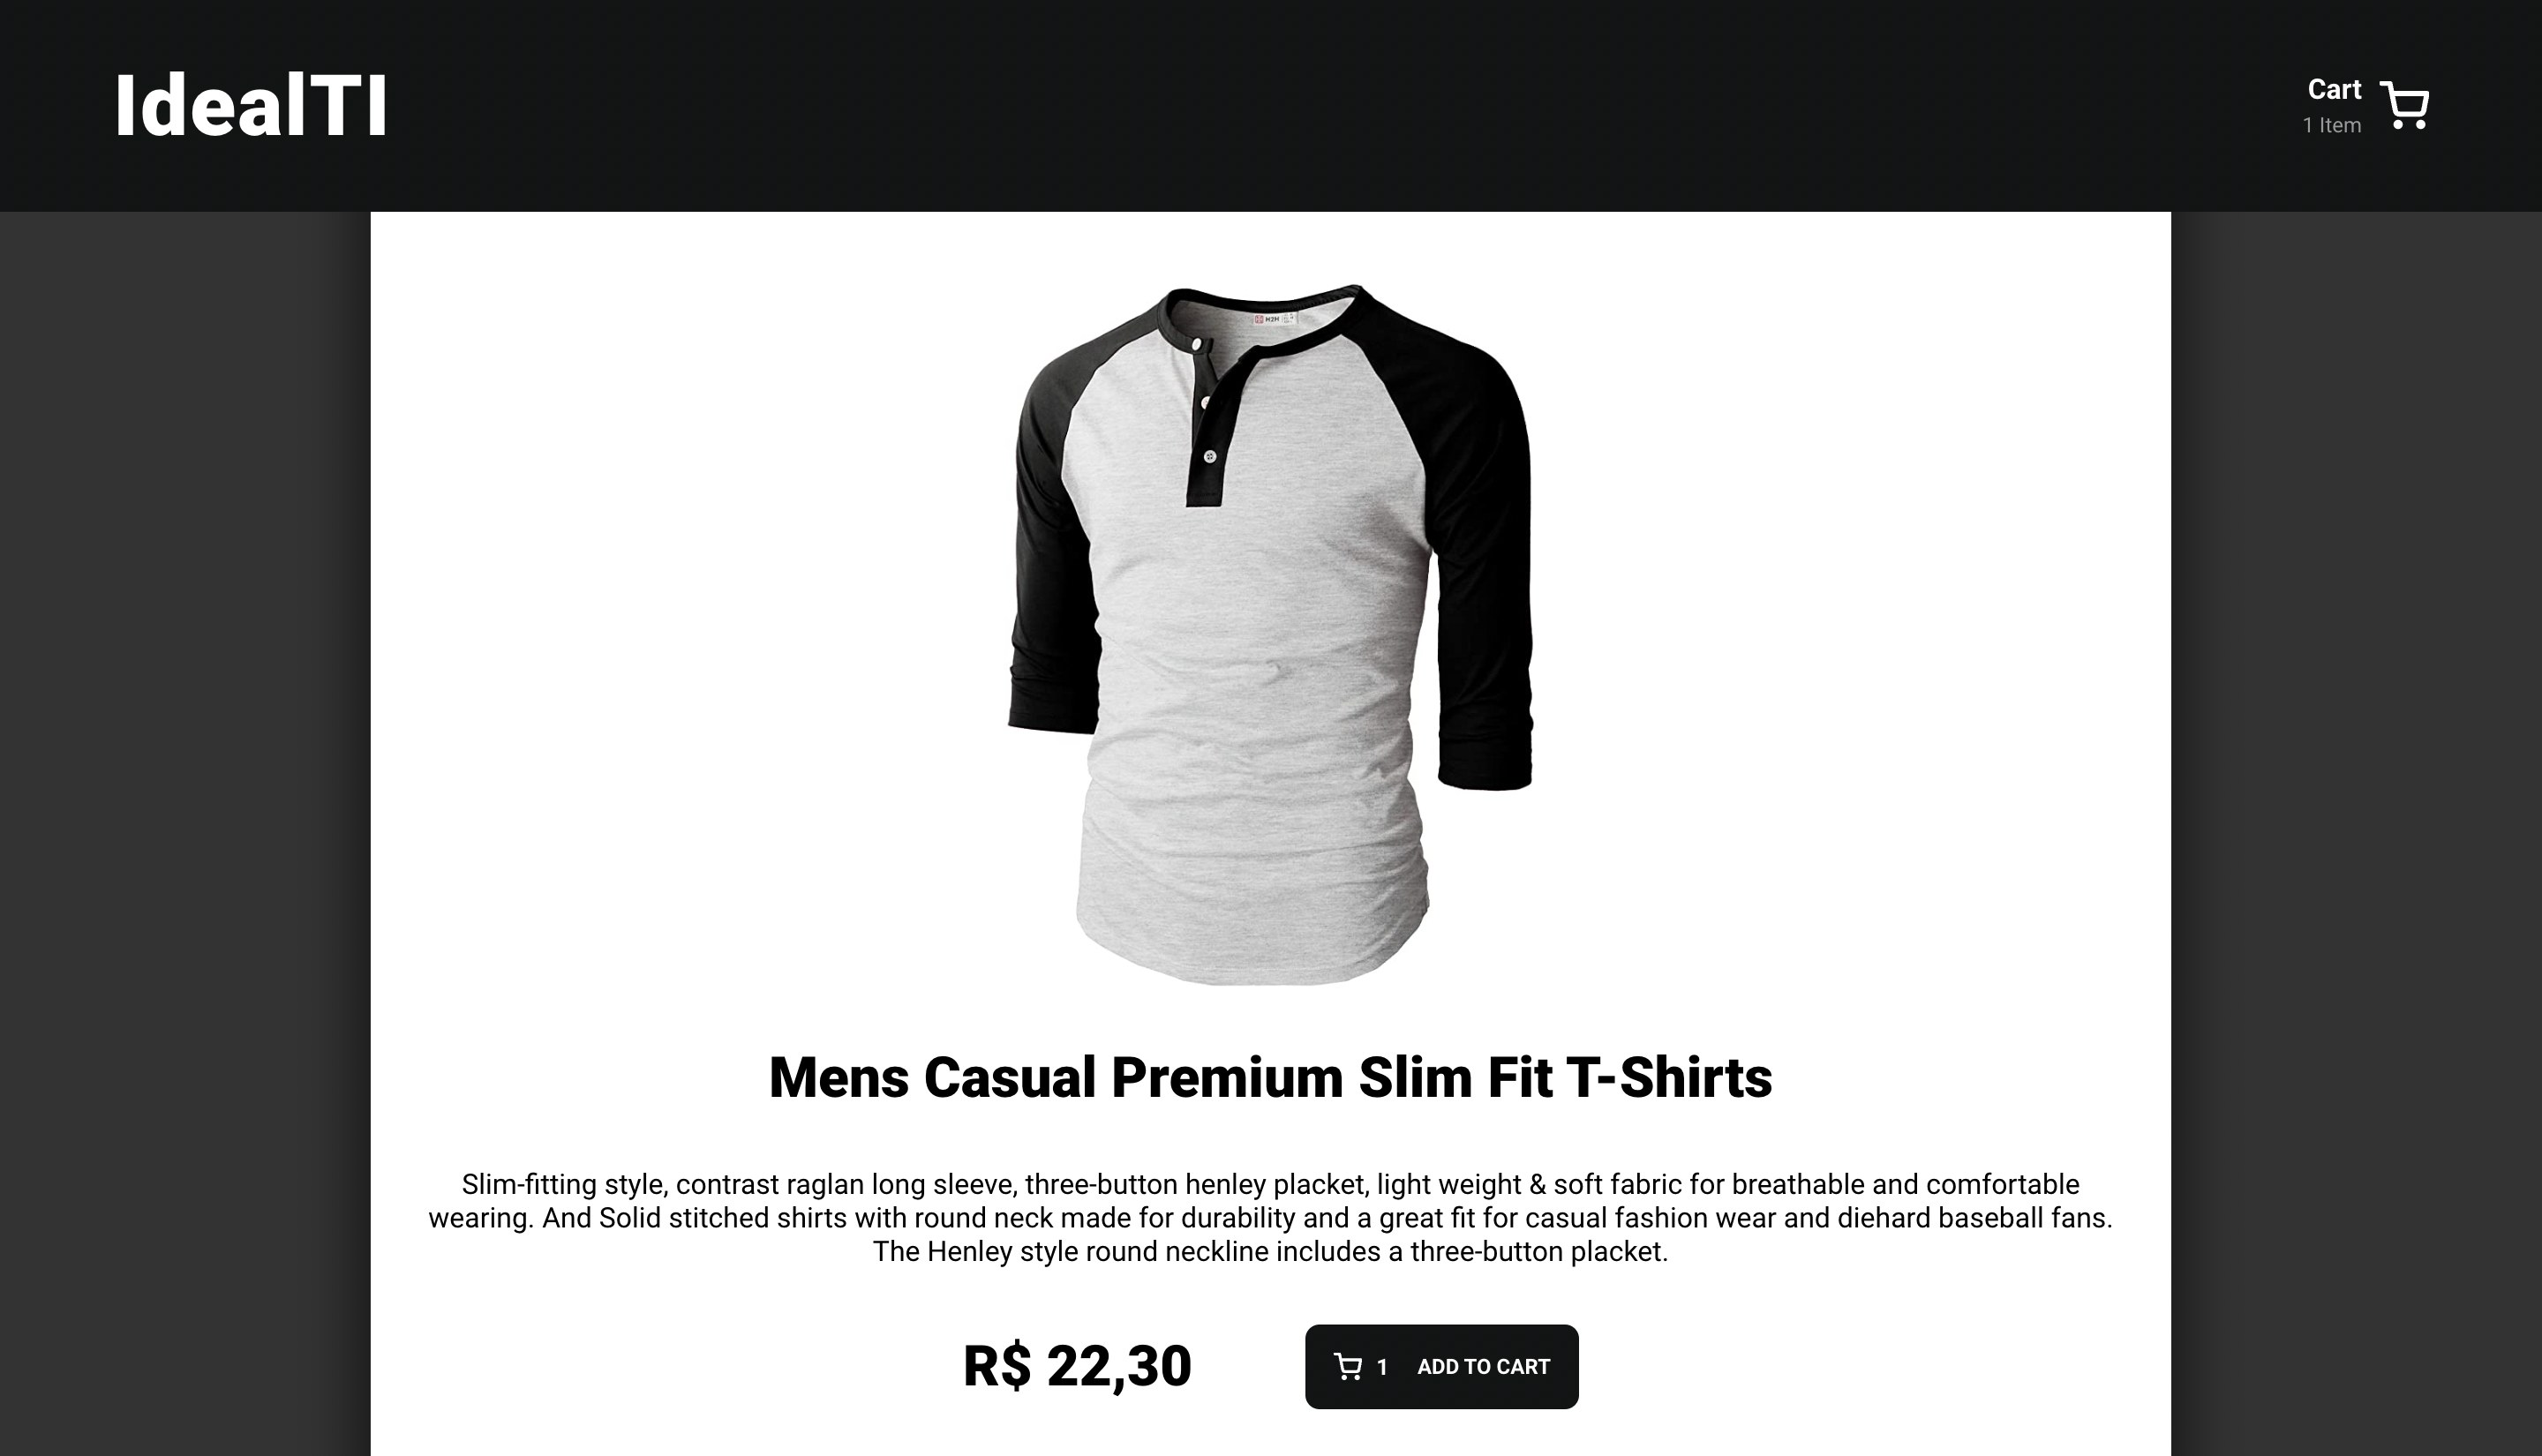 IdealTI
Cart
1 Item
H2H
Mens Casual Premium Slim Fit T-Shirts
Slim-fitting style, contrast raglan long sleeve, three-button henley placket, light weight & soft fabric for breathable and comfortable
wearing. And Solid stitched shirts with round neck made for durability and a great fit for casual fashion wear and diehard baseball fans.
The Henley style round neckline includes a three-button placket.
R$ 22,30
1 ADD TO CART